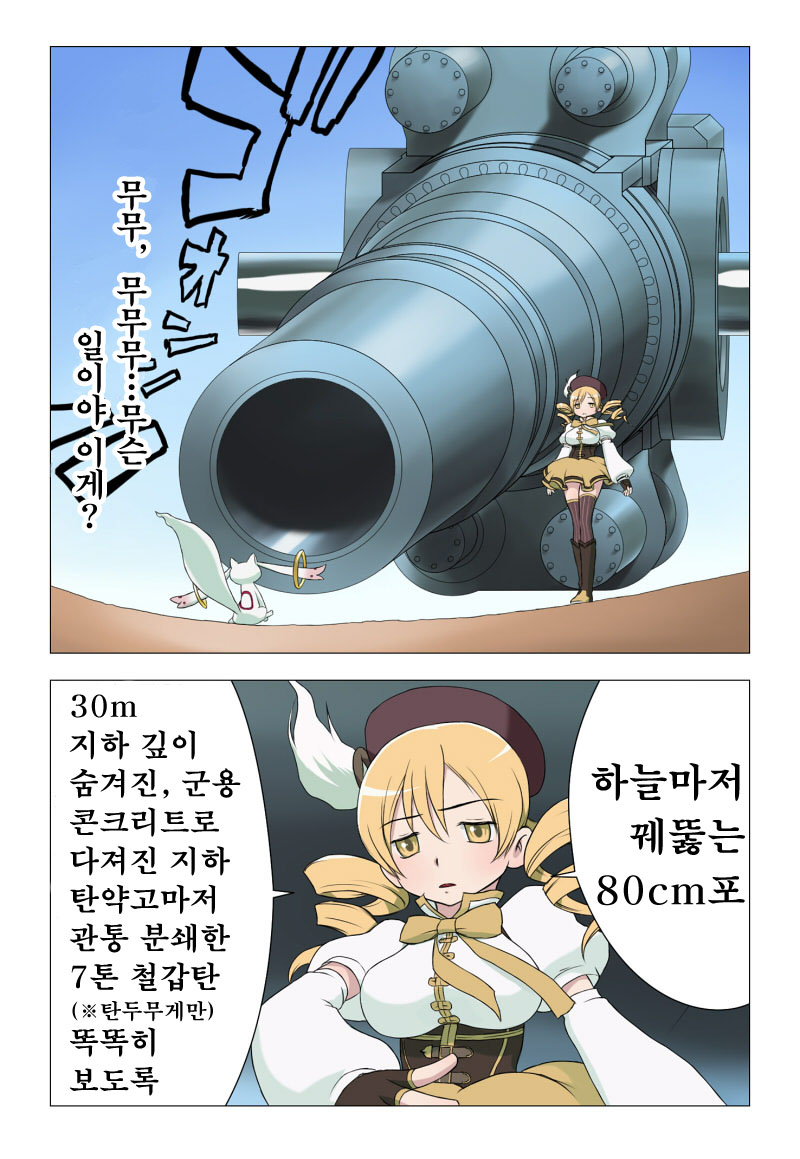 무무, 무무무…무슨
일이야 이게?
하늘마저
꿰뚫는
80cm포
30m
지하 깊이
숨겨진, 군용
콘크리트로
다져진 지하
탄약고마저
관통 분쇄한
7톤 철갑탄
(※탄두무게만)
똑똑히
보도록